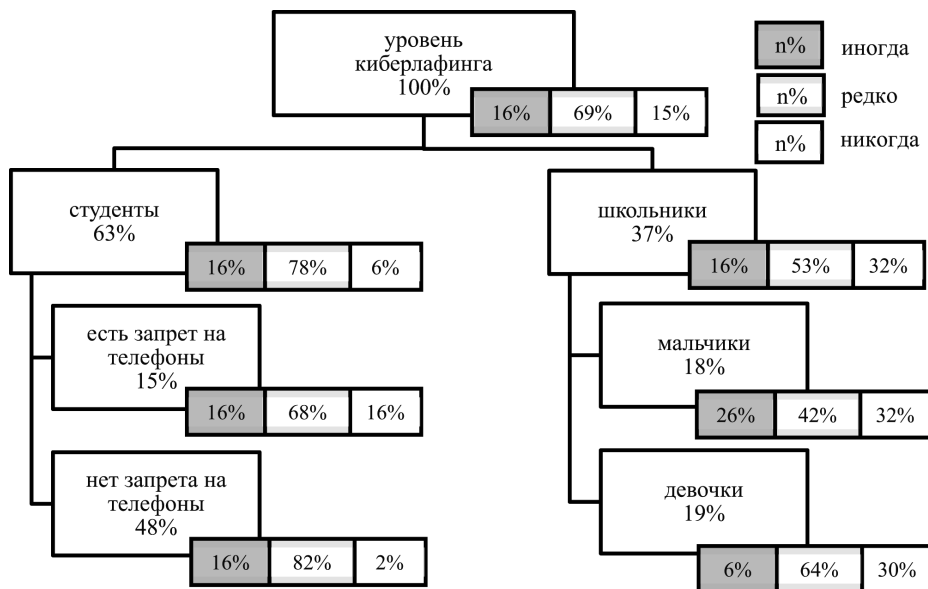 уровень
киберлафинга
100%
16% 69% 15%
n% иногда
n% редко
n% никогда
студенты
63%
16% 78% 6%
школьники
37%
16% 53% 32%
есть запрет на
телефоны
15%
16% 68% 16%
мальчики
18%
26% 42% 32%
нет запрета на
телефоны
48%
16% 82% 2%
девочки
19%
6% 64% 30%